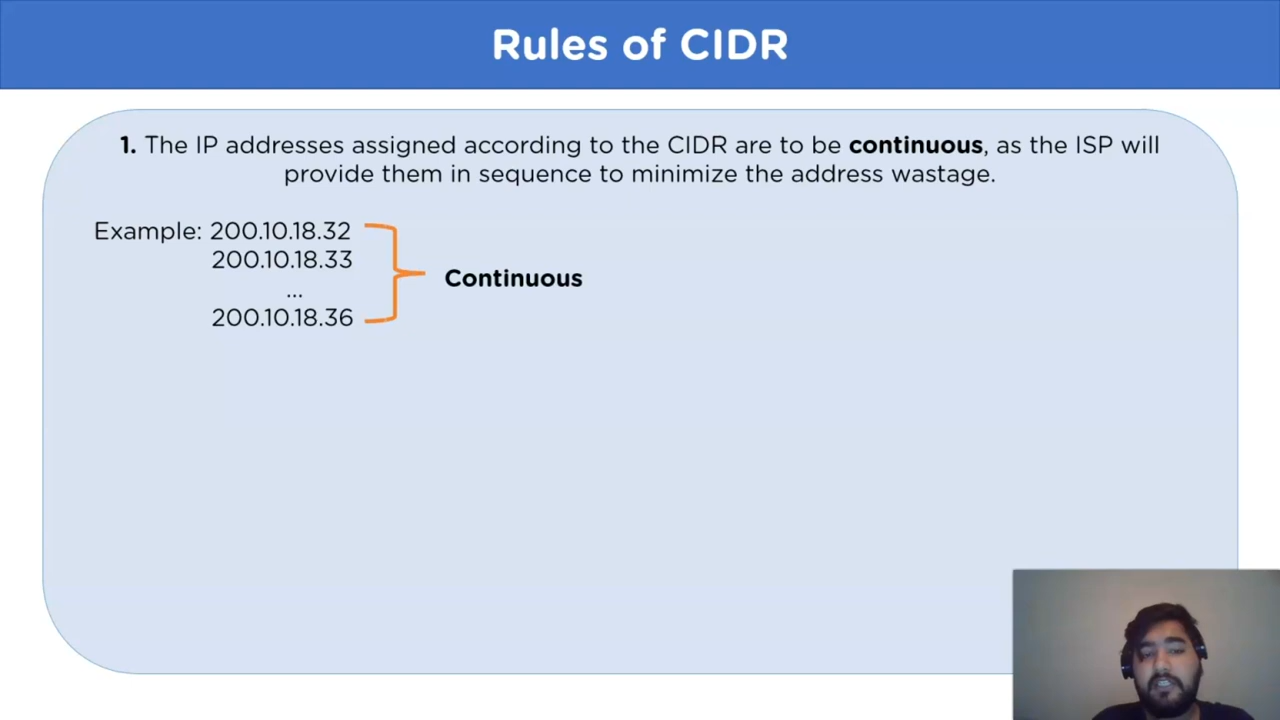 Rules of CIDR
1. The IP addresses assigned according to the CIDR are to be continuous, as the ISP will
provide them in sequence to minimize the address wastage.
Example: 200.10.18.32
200.10.18.33
...
200.10.18.36
Continuous